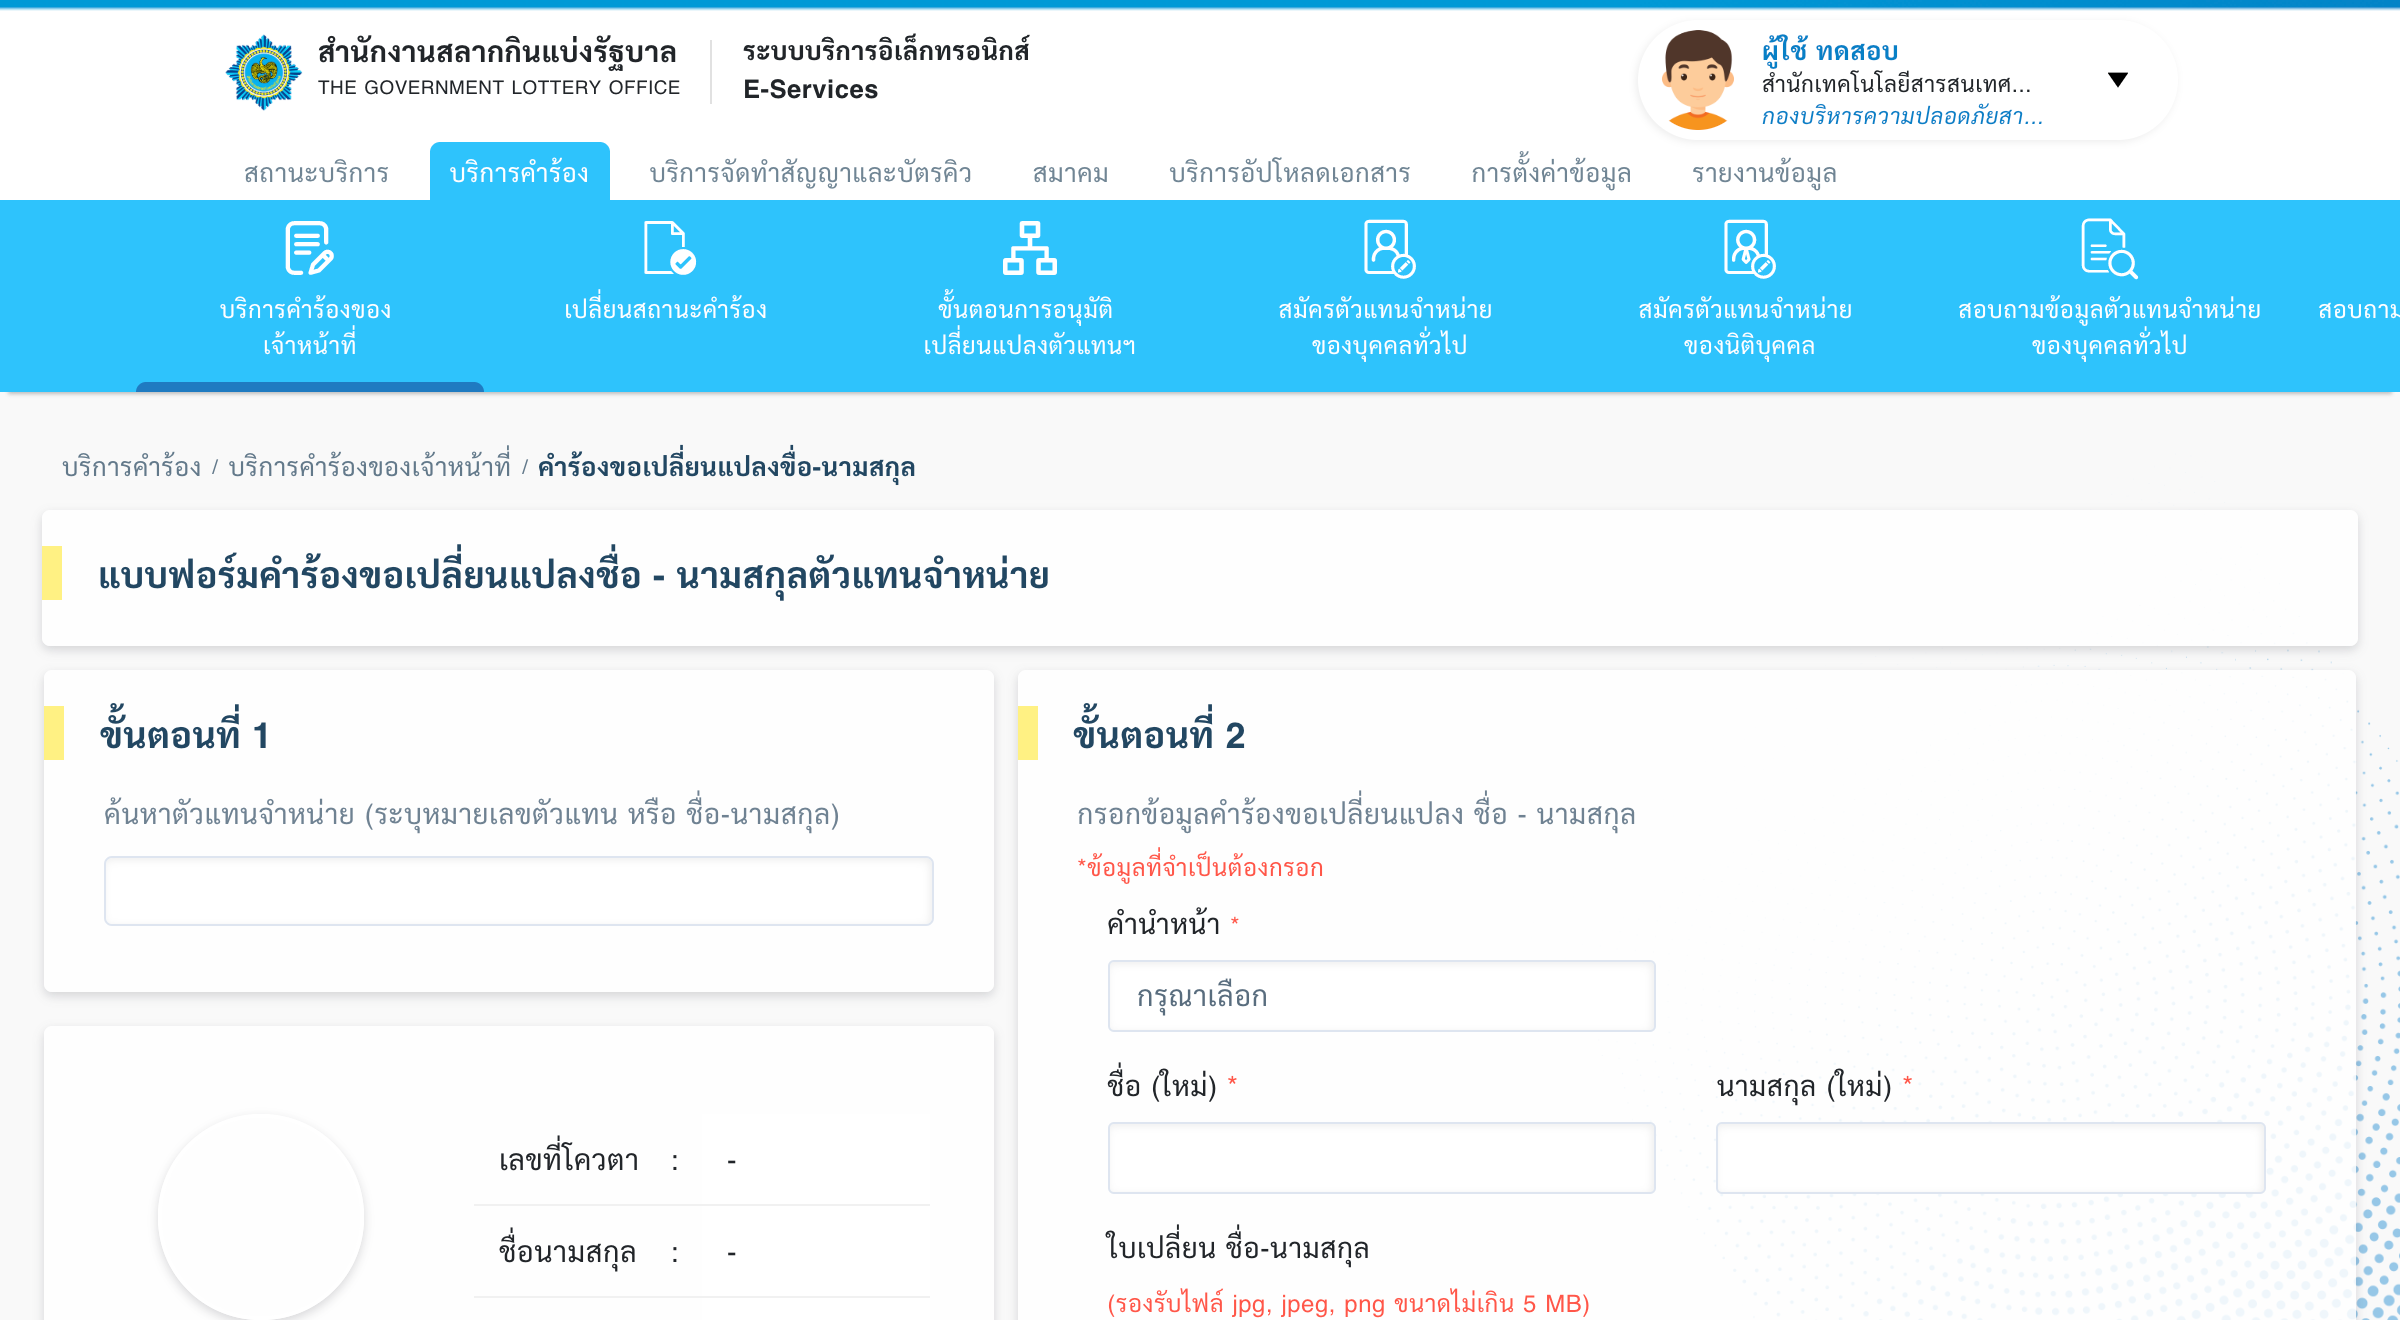 สำนักงานสลากกินแบ่งรัฐบาล
THE GOVERNMENT LOTTERY OFFICE
ระบบบริการอิเล็กทรอนิกส์
E-Services
ผู้ใช้ ทดสอบ
สำนักเทคโนโลยีสารสนเทศ...
กองบริหารความปลอดภัยสา...
สถานะบริการ บริการคำร้อง บริการจัดทำสัญญาและบัตรคิว สมาคม บริการอัปโหลดเอกสาร การตั้งค่าข้อมูล รายงานข้อมูล
บริการคำร้องของ
เจ้าหน้าที่
เปลี่ยนสถานะคำร้อง
ขั้นตอนการอนุมัติ
เปลี่ยนแปลงตัวแทนฯ
สมัครตัวแทนจำหน่าย
ของบุคคลทั่วไป
สมัครตัวแทนจำหน่าย
ของนิติบุคคล
สอบถามข้อมูลตัวแทนจำหน่าย
ของบุคคลทั่วไป
สอบถาม
บริการคำร้อง / บริการคำร้องของเจ้าหน้าที่ / คำร้องขอเปลี่ยนแปลงขื่อ-นามสกุล
แบบฟอร์มคำร้องขอเปลี่ยนแปลงชื่อ - นามสกุลตัวแทนจำหน่าย
ขั้นตอนที่ 1
ค้นหาตัวแทนจำหน่าย (ระบุหมายเลขตัวแทน หรือ ชื่อ-นามสกุล)
เลขที่โควตา : -
ชื่อนามสกุล : -
ขั้นตอนที่ 2
กรอกข้อมูลคำร้องขอเปลี่ยนแปลง ชื่อ - นามสกุล
*ข้อมูลที่จำเป็นต้องกรอก
คำนำหน้า *
กรุณาเลือก
ชื่อ (ใหม่) *
นามสกุล (ใหม่) *
ใบเปลี่ยน ชื่อ-นามสกุล
(รองรับไฟล์ jpg, jpeg, png ขนาดไม่เกิน 5 MB)